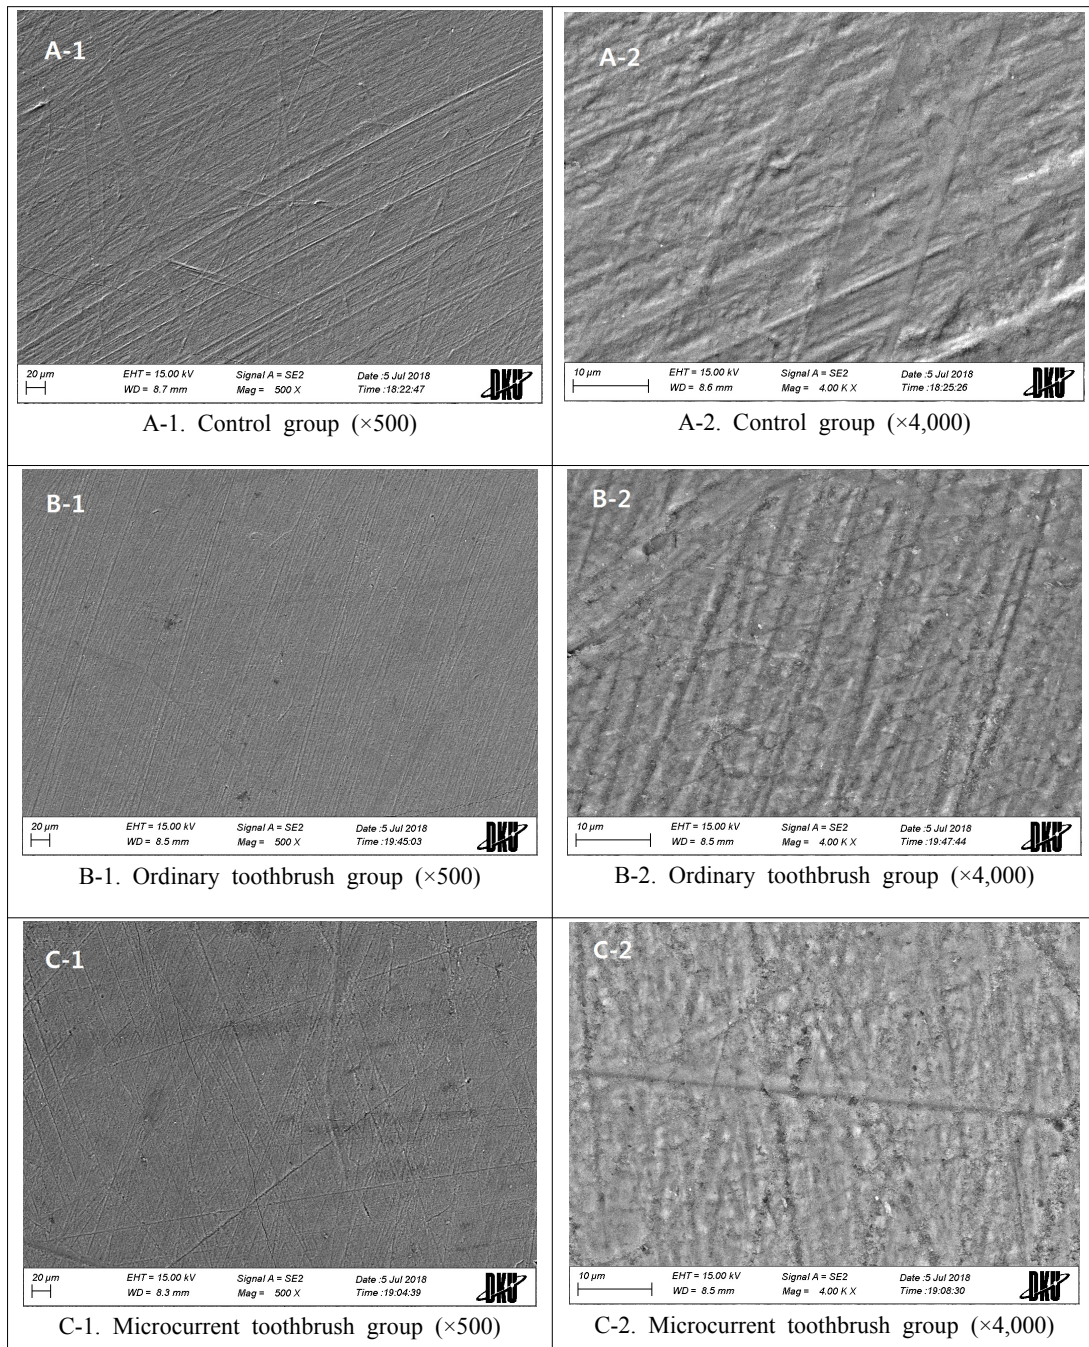 A-1
20 µm EHT = 15.00 kV Signal A = SE2 Date :5 Jul 2018
WD = 8.7 mm Mag = 500 X Time :18:22:47
DKU
A-1. Control group (×500)
A-2
10 µm EHT = 15.00 kV Signal A = SE2 Date :5 Jul 2018
WD = 8.6 mm Mag = 4.00 K X Time :18:25:26
DKU
A-2. Control group (×4,000)
B-1
20 µm EHT = 15.00 kV Signal A = SE2 Date :5 Jul 2018
WD = 8.5 mm Mag = 500 X Time :19:45:03
DKU
B-1. Ordinary toothbrush group (×500)
B-2
10 µm EHT = 15.00 kV Signal A = SE2 Date :5 Jul 2018
WD = 8.5 mm Mag = 4.00 K X Time :19:47:44
DKU
B-2. Ordinary toothbrush group (×4,000)
C-1
20 µm EHT = 15.00 kV Signal A = SE2 Date :5 Jul 2018
WD = 8.3 mm Mag = 500 X Time :19:04:39
DKU
C-1. Microcurrent toothbrush group (×500)
C-2
10 µm EHT = 15.00 kV Signal A = SE2 Date :5 Jul 2018
WD = 8.5 mm Mag = 4.00 K X Time :19:08:30
DKU
C-2. Microcurrent toothbrush group (×4,000)